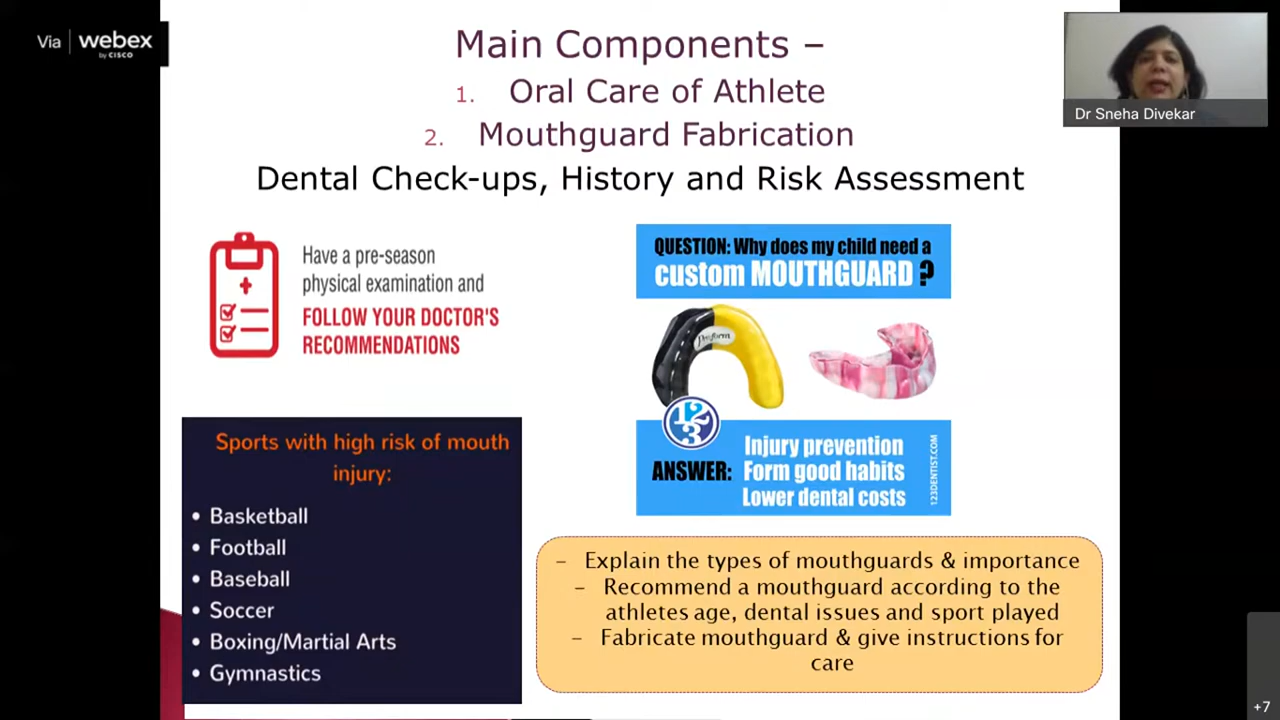 Via webex
by CISCO
Main Components –
1. Oral Care of Athlete
2. Mouthguard Fabrication
Dental Check-ups, History and Risk Assessment
Dr Sneha Divekar
Have a pre-season
physical examination and
FOLLOW YOUR DOCTOR'S
RECOMMENDATIONS
QUESTION: Why does my child need a
custom MOUTHGUARD ?
Proform
123
ANSWER: Injury prevention
Form good habits
Lower dental costs
123DENTIST.COM
Sports with high risk of mouth
injury:
• Basketball
• Football
• Baseball
• Soccer
• Boxing/Martial Arts
• Gymnastics
– Explain the types of mouthguards & importance
– Recommend a mouthguard according to the
athletes age, dental issues and sport played
– Fabricate mouthguard & give instructions for
care
+7